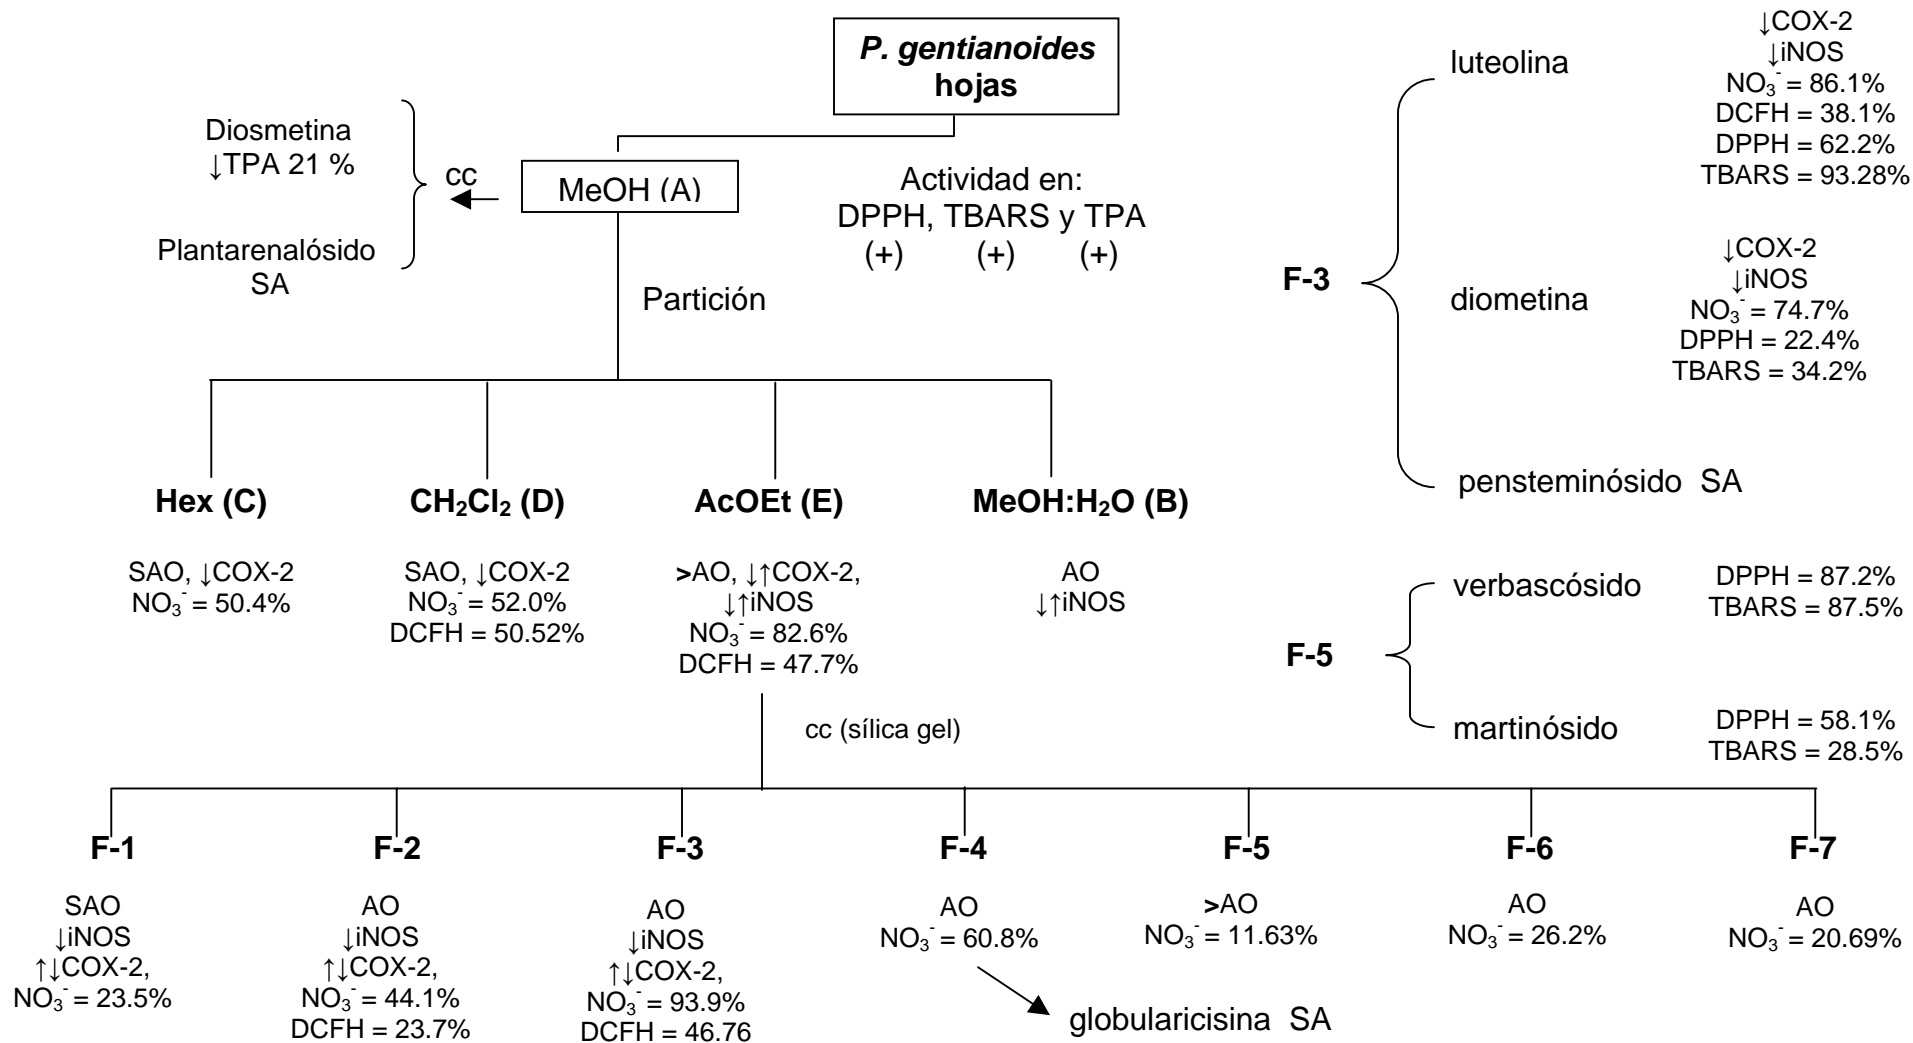 P. gentianoides
hojas
MeOH (A)
cc
Diosmetina
↓TPA 21 %
Plantarenalósido
SA
Actividad en:
DPPH, TBARS y TPA
(+) (+) (+)
Partición
Hex (C)
SAO, ↓COX-2
NO₃⁻ = 50.4%
CH₂Cl₂ (D)
SAO, ↓COX-2
NO₃⁻ = 52.0%
DCFH = 50.52%
AcOEt (E)
>AO, ↓↑COX-2,
↓↑iNOS
NO₃⁻ = 82.6%
DCFH = 47.7%
MeOH:H₂O (B)
AO
↓↑iNOS
cc (sílica gel)
F-1
SAO
↓iNOS
↑↓COX-2,
NO₃⁻ = 23.5%
F-2
AO
↓iNOS
↑↓COX-2,
NO₃⁻ = 44.1%
DCFH = 23.7%
F-3
AO
↓iNOS
↑↓COX-2,
NO₃⁻ = 93.9%
DCFH = 46.76
F-4
AO
NO₃⁻ = 60.8%
globularicisina SA
F-5
>AO
NO₃⁻ = 11.63%
F-6
AO
NO₃⁻ = 26.2%
F-7
AO
NO₃⁻ = 20.69%
F-3
luteolina
↓COX-2
↓iNOS
NO₃⁻ = 86.1%
DCFH = 38.1%
DPPH = 62.2%
TBARS = 93.28%
diometina
↓COX-2
↓iNOS
NO₃⁻ = 74.7%
DPPH = 22.4%
TBARS = 34.2%
pensteminósido SA
F-5
verbascósido
DPPH = 87.2%
TBARS = 87.5%
martinósido
DPPH = 58.1%
TBARS = 28.5%